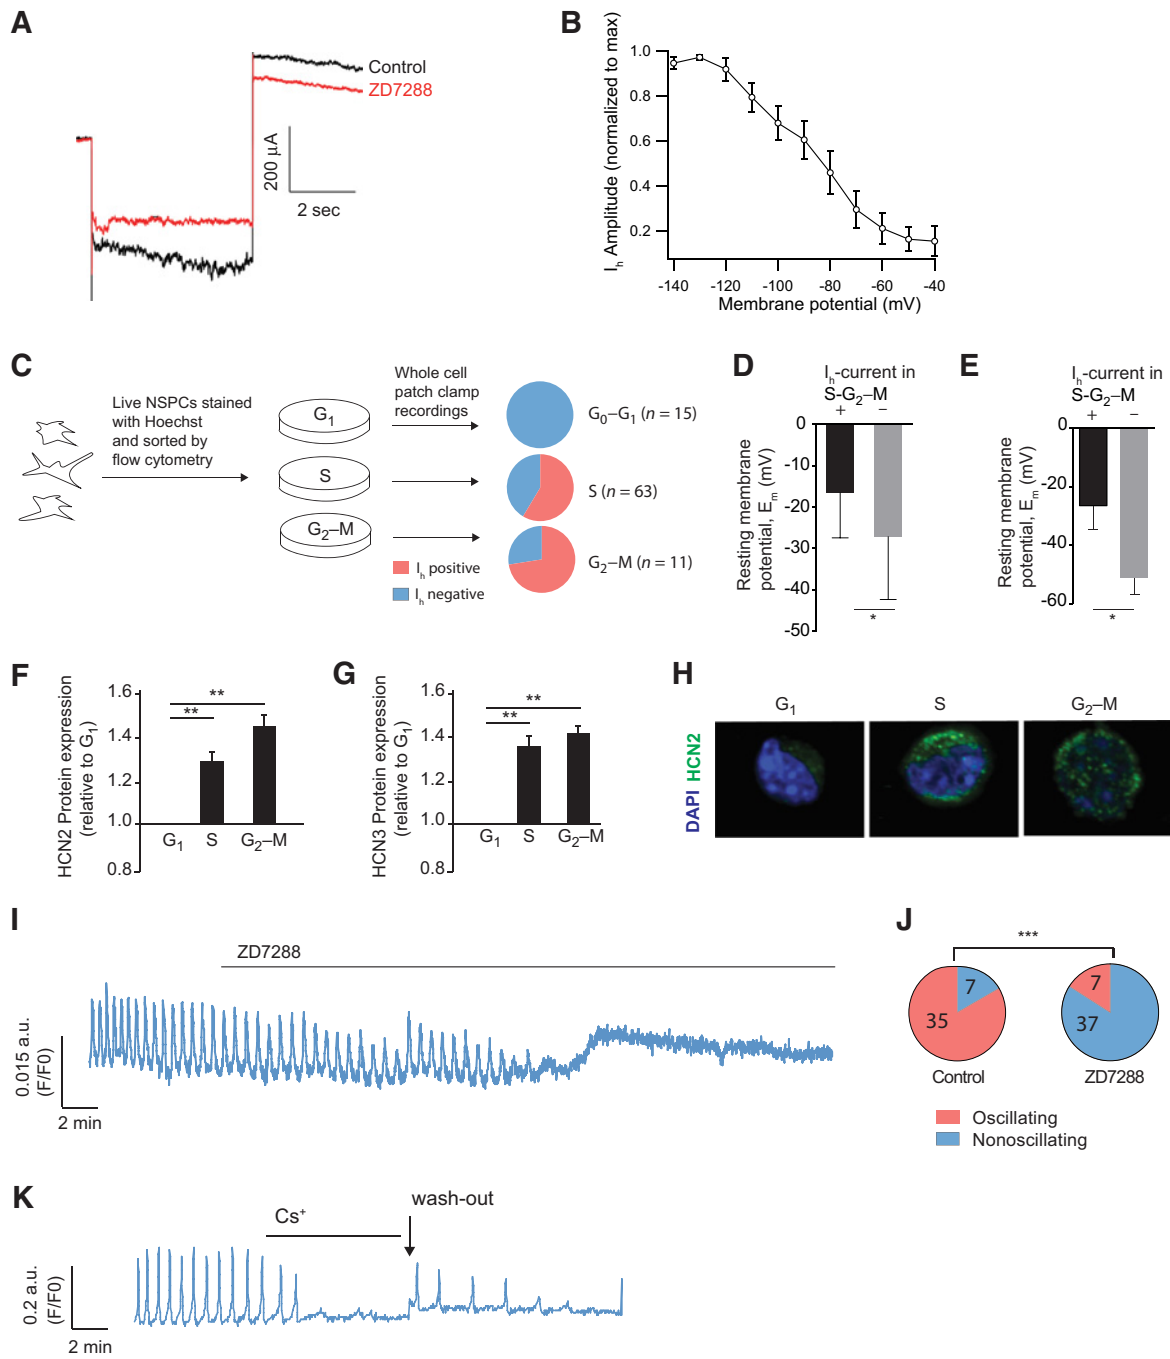 A
Control
ZD7288
200 µA
2 sec
B
I_h Amplitude (normalized to max)
1.0
0.8
0.6
0.4
0.2
-140
-120
-100
-80
-60
-40
Membrane potential (mV)
C
Live NSPCs stained
with Hoechst
and sorted by
flow cytometry
G₁
S
G₂–M
Whole cell
patch clamp
recordings
G₀–G₁ (n = 15)
S (n = 63)
G₂–M (n = 11)
I_h positive
I_h negative
D
I_h-current in
S-G₂–M
+ −
Resting membrane
potential, E_m (mV)
0
-10
-20
-30
-40
-50
*
E
I_h-current in
S-G₂–M
+ −
Resting membrane
potential, E_m (mV)
0
-20
-40
-60
*
F
HCN2 Protein expression
(relative to G₁)
1.6
1.4
1.2
1.0
0.8
**
**
G₁ S G₂–M
G
HCN3 Protein expression
(relative to G₁)
1.6
1.4
1.2
1.0
0.8
**
**
G₁ S G₂–M
H
G₁ S G₂–M
DAPI HCN2
I
ZD7288
0.015 a.u.
(F/F0)
2 min
J
***
7
35
7
37
Control
ZD7288
Oscillating
Nonoscillating
K
Cs⁺
wash-out
0.2 a.u.
(F/F0)
2 min